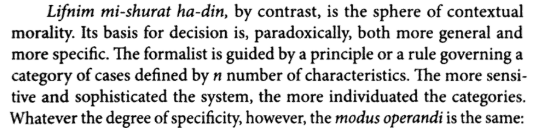 Lifnim mi-shurat ha-din, by contrast, is the sphere of contextual
morality. Its basis for decision is, paradoxically, both more general and
more specific. The formalist is guided by a principle or a rule governing a
category of cases defined by n number of characteristics. The more sensi-
tive and sophisticated the system, the more individuated the categories.
Whatever the degree of specificity, however, the modus operandi is the same: